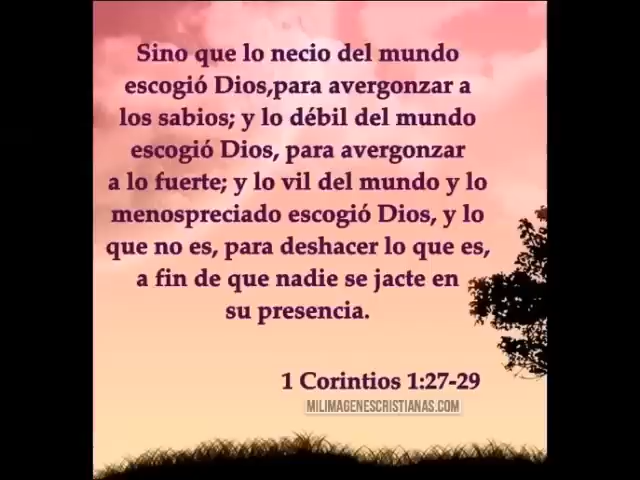 Sino que lo necio del mundo
escogió Dios,para avergonzar a
los sabios; y lo débil del mundo
escogió Dios, para avergonzar
a lo fuerte; y lo vil del mundo y lo
menospreciado escogió Dios, y lo
que no es, para deshacer lo que es,
a fin de que nadie se jacte en
su presencia.
1 Corintios 1:27-29
MILIMAGENESCRISTIANAS.COM